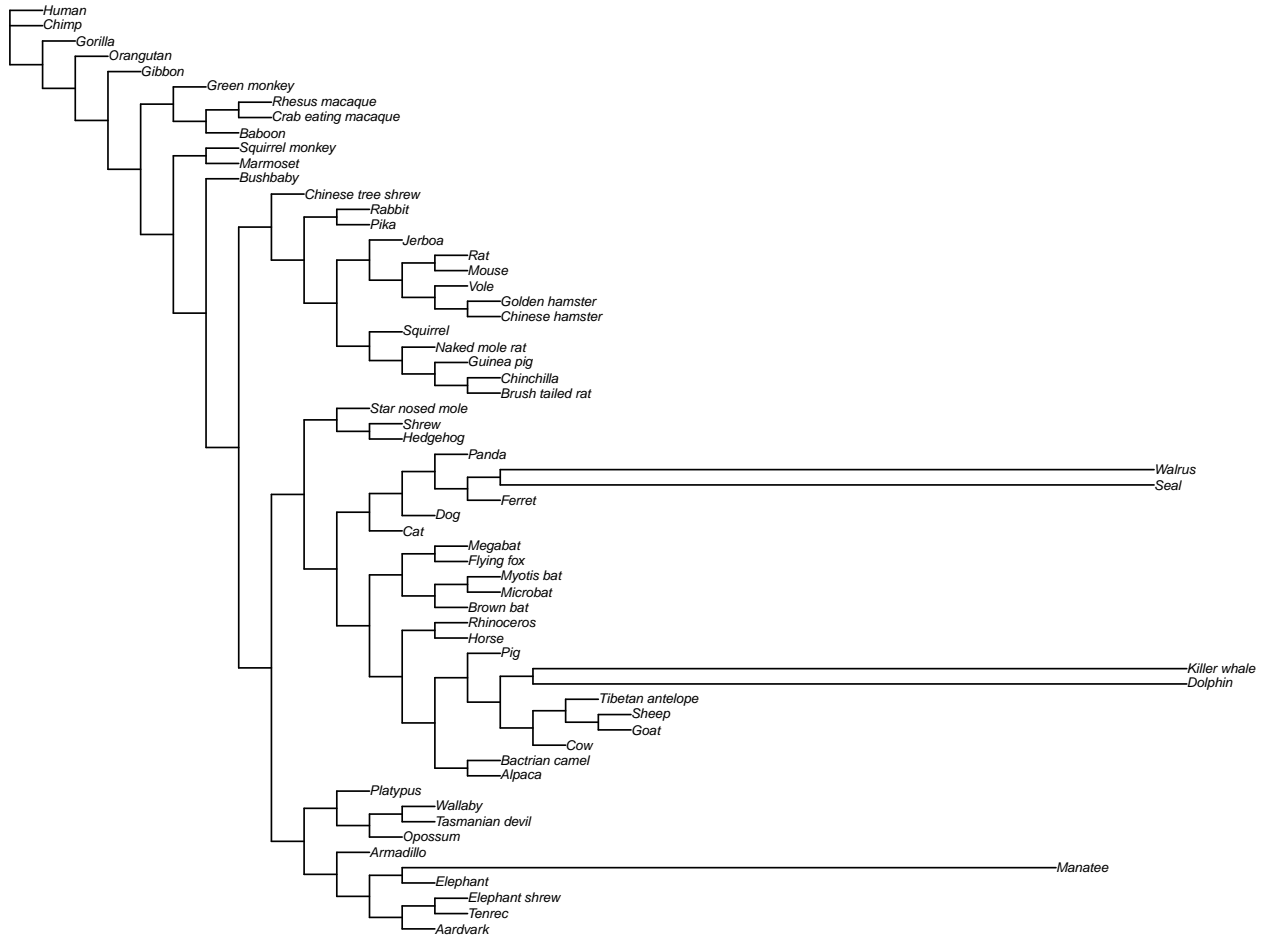 Human
Chimp
Gorilla
Orangutan
Gibbon
Green monkey
Rhesus macaque
Crab eating macaque
Baboon
Squirrel monkey
Marmoset
Bushbaby
Chinese tree shrew
Rabbit
Pika
Jerboa
Rat
Mouse
Vole
Golden hamster
Chinese hamster
Squirrel
Naked mole rat
Guinea pig
Chinchilla
Brush tailed rat
Star nosed mole
Shrew
Hedgehog
Panda
Walrus
Seal
Ferret
Dog
Cat
Megabat
Flying fox
Myotis bat
Microbat
Brown bat
Rhinoceros
Horse
Pig
Killer whale
Dolphin
Tibetan antelope
Sheep
Goat
Cow
Bactrian camel
Alpaca
Platypus
Wallaby
Tasmanian devil
Opossum
Armadillo
Manatee
Elephant
Elephant shrew
Tenrec
Aardvark